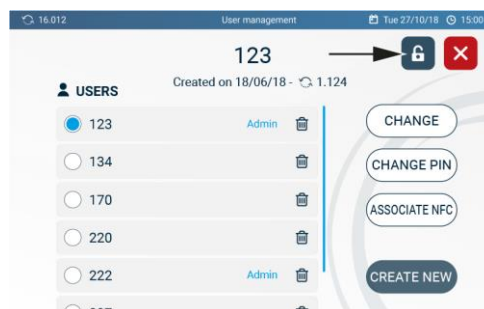 16.012 User management Tue 27/10/18 15:00
123
Created on 18/06/18 - 1.124
USERS
123 Admin
134
170
220
222 Admin
CHANGE
CHANGE PIN
ASSOCIATE NFC
CREATE NEW